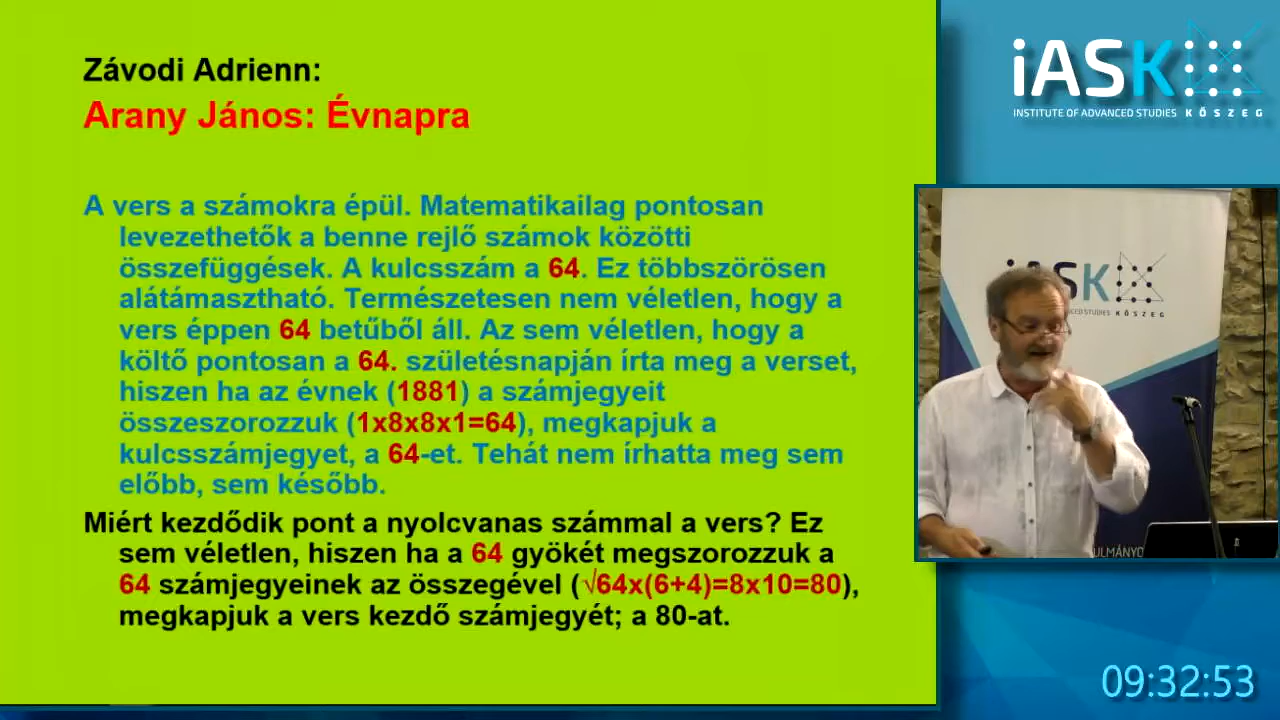 Závodi Adrienn:
Arany János: Évnapra
A vers a számokra épül. Matematikailag pontosan
levezethetők a benne rejlő számok közötti
összefüggések. A kulcsszám a 64. Ez többszörösen
alátámasztható. Természetesen nem véletlen, hogy a
vers éppen 64 betűből áll. Az sem véletlen, hogy a
költő pontosan a 64. születésnapján írta meg a verset,
hiszen ha az évnek (1881) a számjegyeit
összeszorozzuk (1x8x8x1=64), megkapjuk a
kulcsszámjegyet, a 64-et. Tehát nem írhatta meg sem
előbb, sem később.
Miért kezdődik pont a nyolcvanas számmal a vers? Ez
sem véletlen, hiszen ha a 64 gyökét megszorozzuk a
64 számjegyeinek az összegével (√64x(6+4)=8x10=80),
megkapjuk a vers kezdő számjegyét; a 80-at.
iASK
INSTITUTE OF ADVANCED STUDIES KŐSZEG
SK
STUDIES KŐSZEG
ULMÁNYO
09:32:53